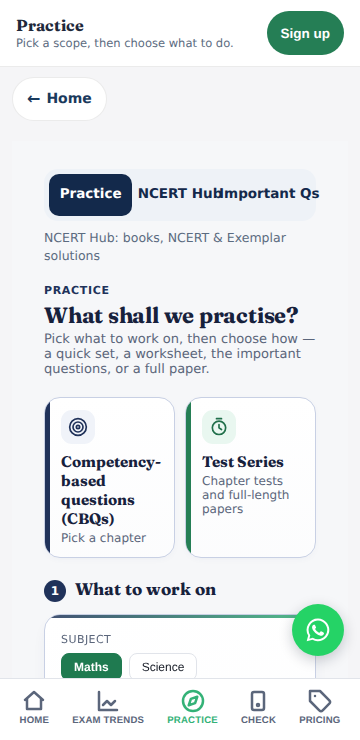 Practice
Pick a scope, then choose what to do.
Sign up
← Home
Practice
NCERT Hub
Important Qs
NCERT Hub: books, NCERT & Exemplar
solutions
PRACTICE
What shall we practise?
Pick what to work on, then choose how —
a quick set, a worksheet, the important
questions, or a full paper.
Competency-
based
questions
(CBQs)
Pick a chapter
Test Series
Chapter tests
and full-length
papers
1 What to work on
SUBJECT
Maths
Science
HOME
EXAM TRENDS
PRACTICE
CHECK
PRICING